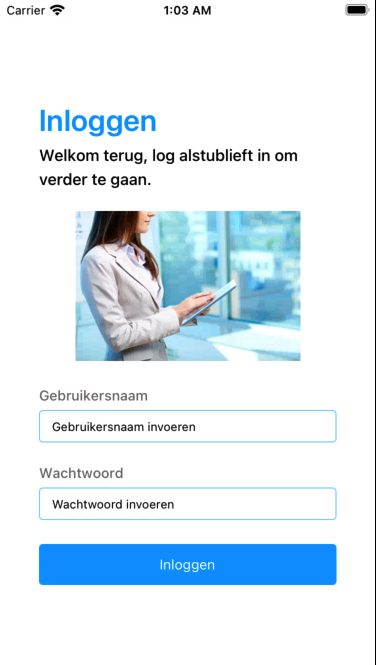 Carrier 1:03 AM
Inloggen
Welkom terug, log alstublieft in om
verder te gaan.
Gebruikersnaam
Gebruikersnaam invoeren
Wachtwoord
Wachtwoord invoeren
Inloggen